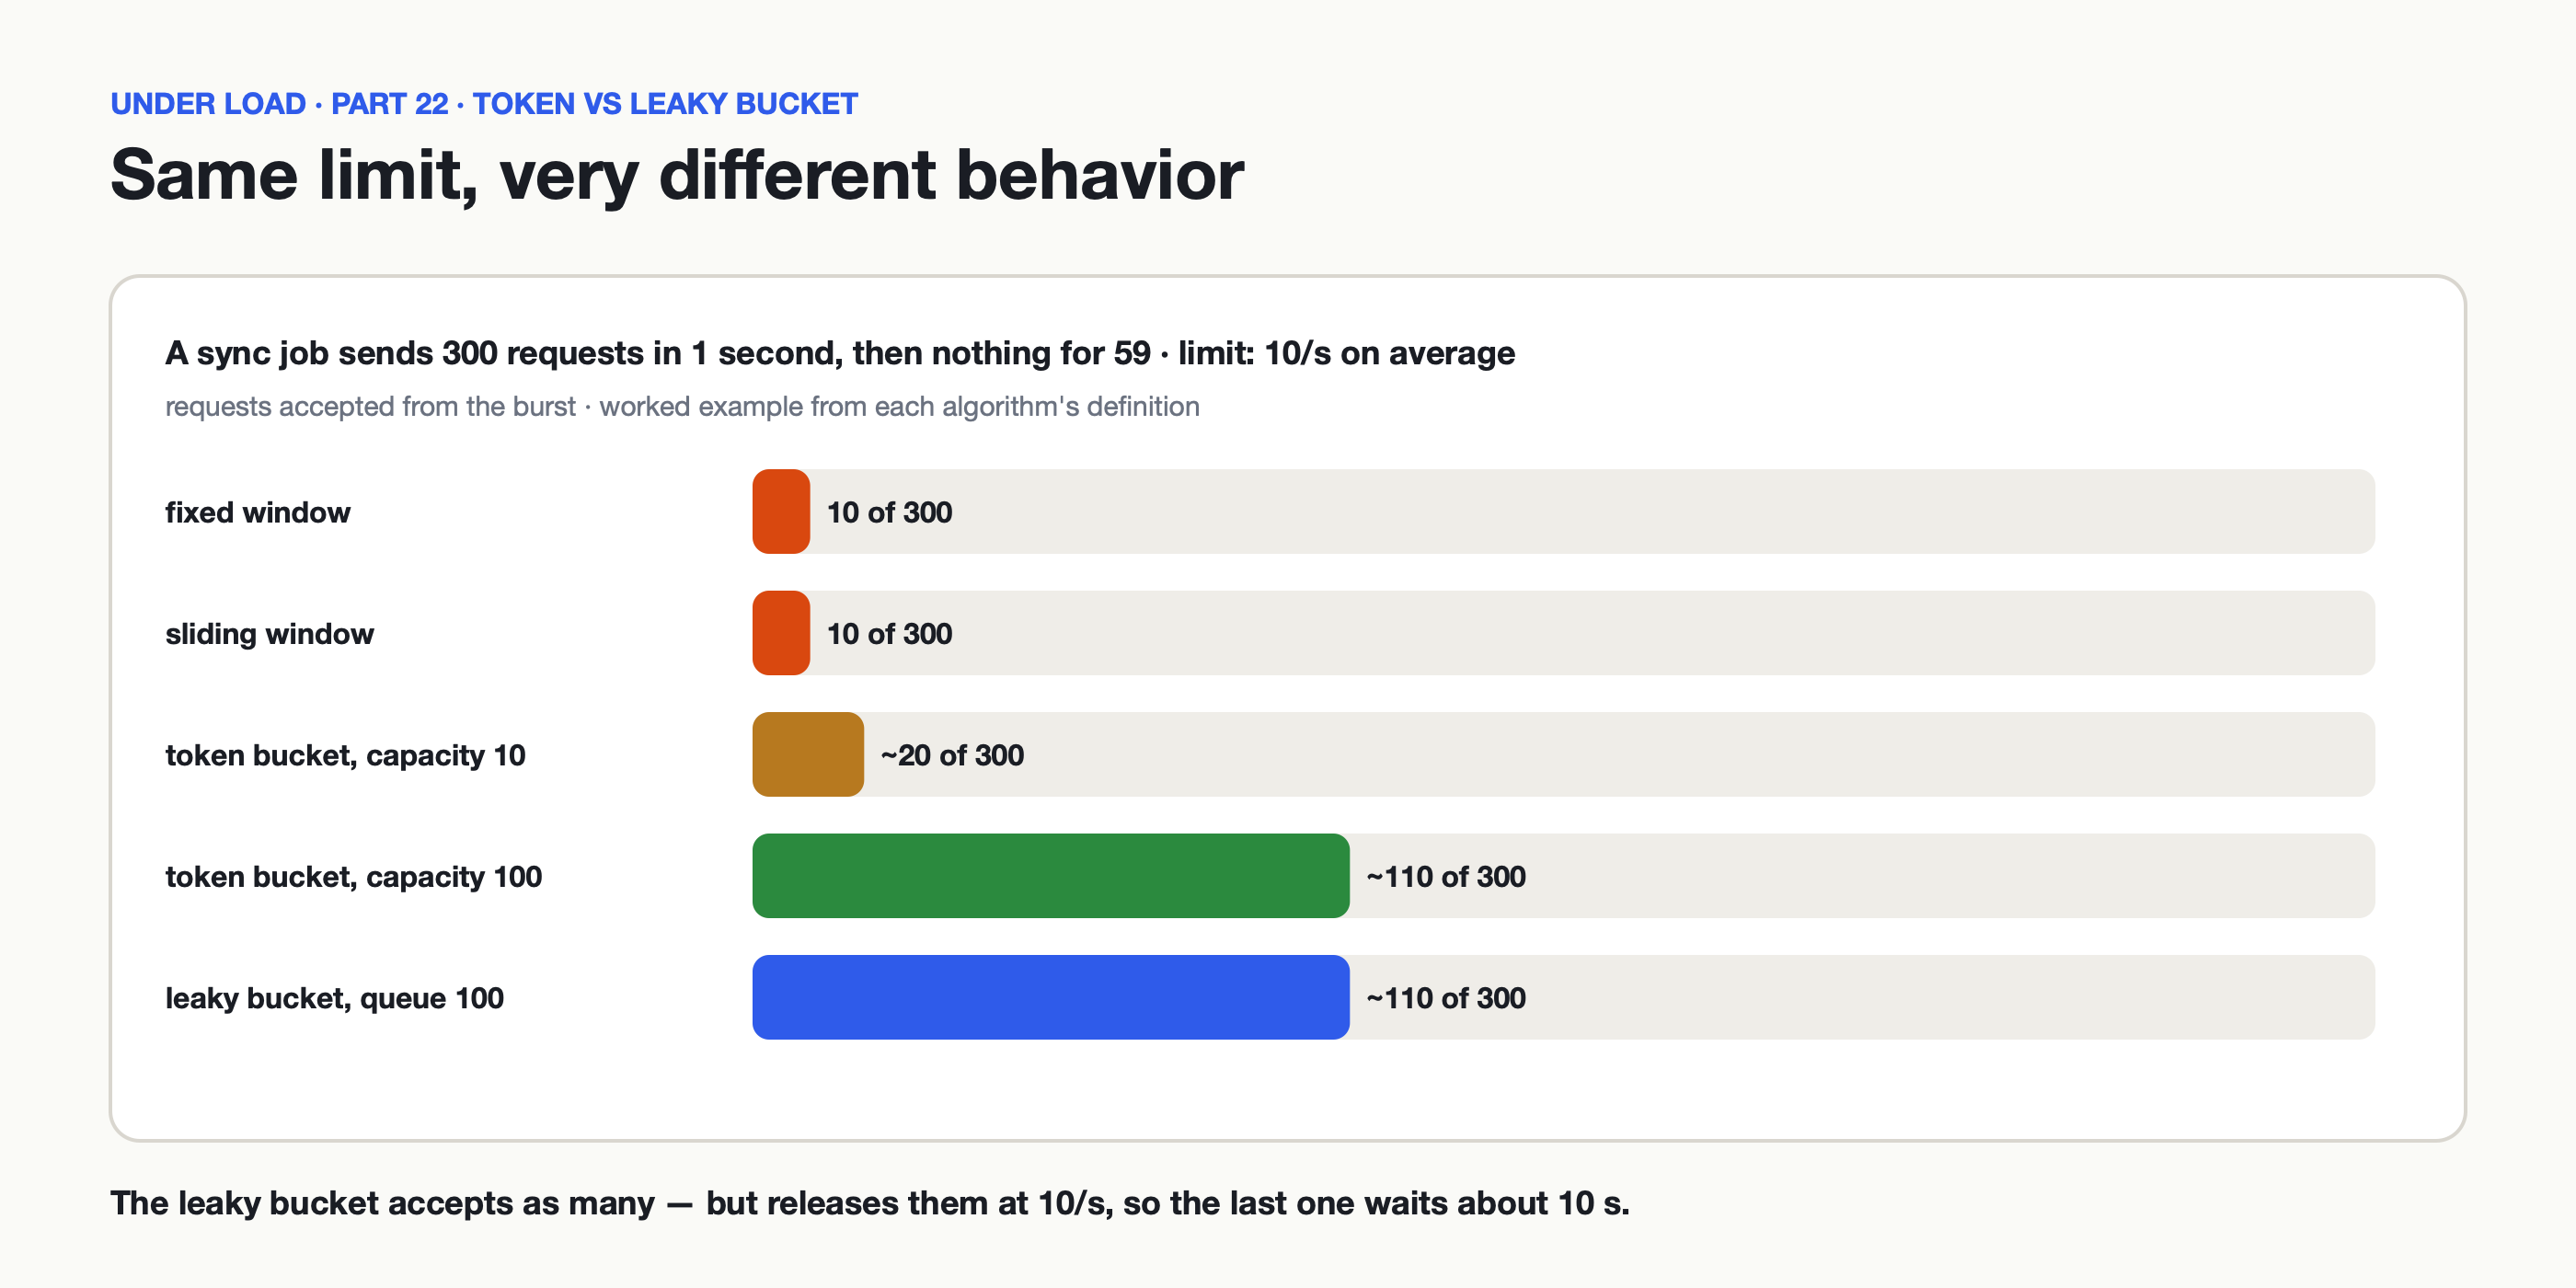 UNDER LOAD · PART 22 · TOKEN VS LEAKY BUCKET
Same limit, very different behavior
A sync job sends 300 requests in 1 second, then nothing for 59 · limit: 10/s on average
requests accepted from the burst · worked example from each algorithm's definition
fixed window 10 of 300
sliding window 10 of 300
token bucket, capacity 10 ~20 of 300
token bucket, capacity 100 ~110 of 300
leaky bucket, queue 100 ~110 of 300
The leaky bucket accepts as many — but releases them at 10/s, so the last one waits about 10 s.